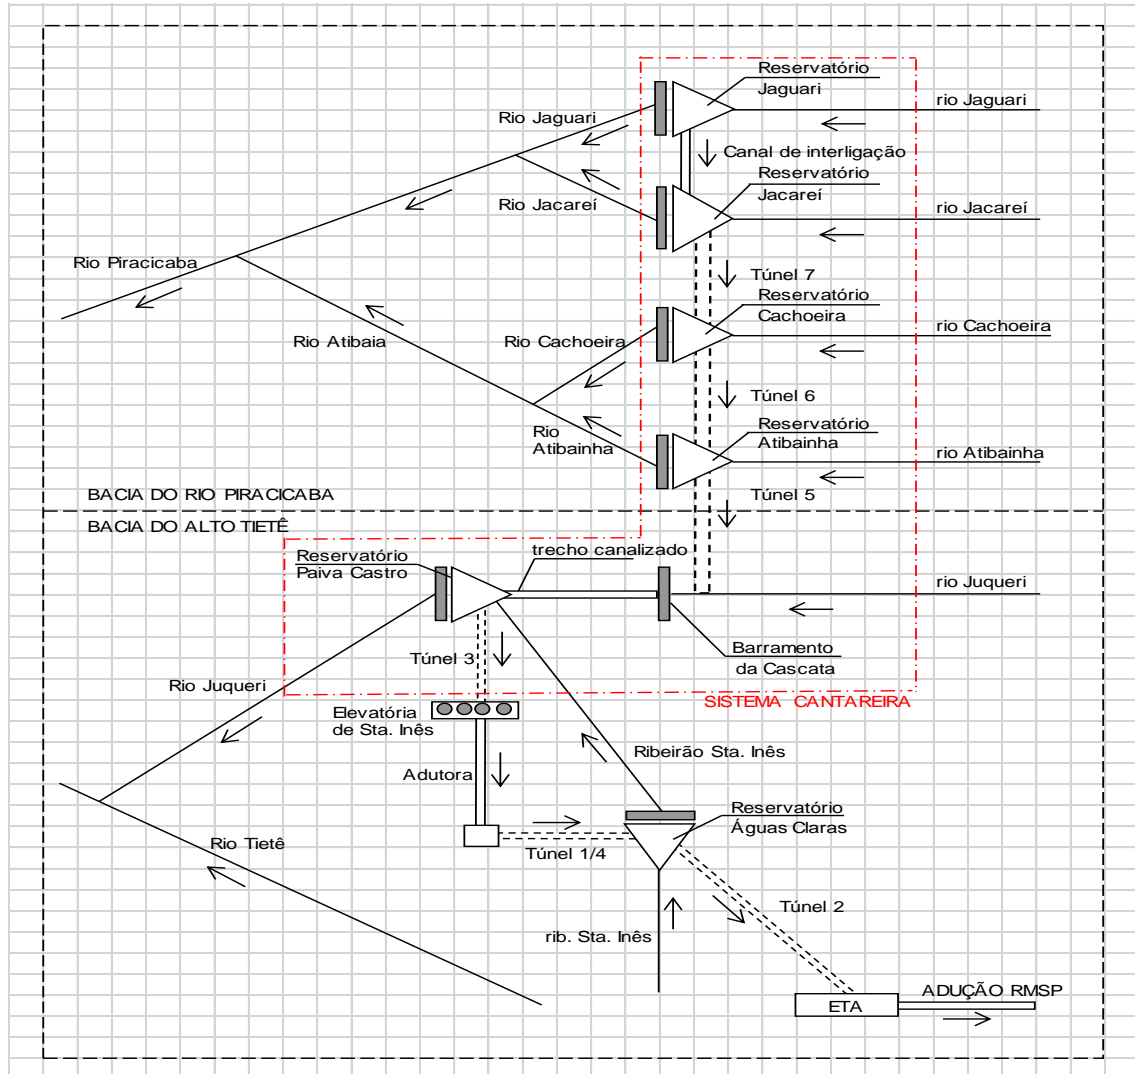 Reservatório
Jaguari
rio Jaguari
Rio Jaguari
Canal de interligação
Reservatório
Jacareí
Rio Jacareí
rio Jacareí
Rio Piracicaba
Túnel 7
Reservatório
Cachoeira
rio Cachoeira
Rio Atibaia
Rio Cachoeira
Túnel 6
Reservatório
Atibainha
Rio
Atibainha
rio Atibainha
BACIA DO RIO PIRACICABA
Túnel 5
BACIA DO ALTO TIETÊ
Reservatório
Paiva Castro
trecho canalizado
rio Juqueri
Túnel 3
Barramento
da Cascata
Rio Juqueri
SISTEMA CANTAREIRA
Elevatória
de Sta. Inês
Ribeirão Sta. Inês
Adutora
Reservatório
Águas Claras
Rio Tietê
Túnel 1/4
Túnel 2
rib. Sta. Inês
ETA
ADUÇÃO RMSP